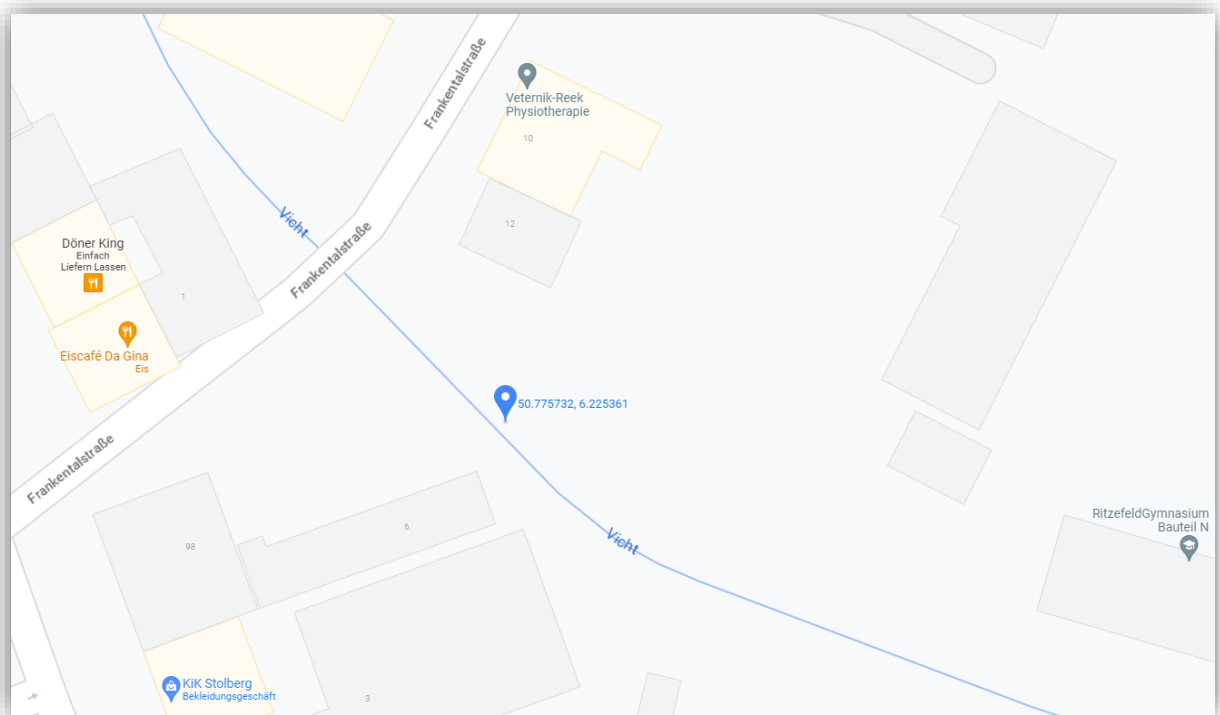 Frankentalstraße
Veternik-Reek
Physiotherapie
10
Vicht
12
Frankentalstraße
Döner King
Einfach
Liefern Lassen
1
Eiscafé Da Gina
Eis
50.775732, 6.225361
Frankentalstraße
RitzefeldGymnasium
Bauteil N
6
98
Vicht
KiK Stolberg
Bekleidungsgeschäft
3